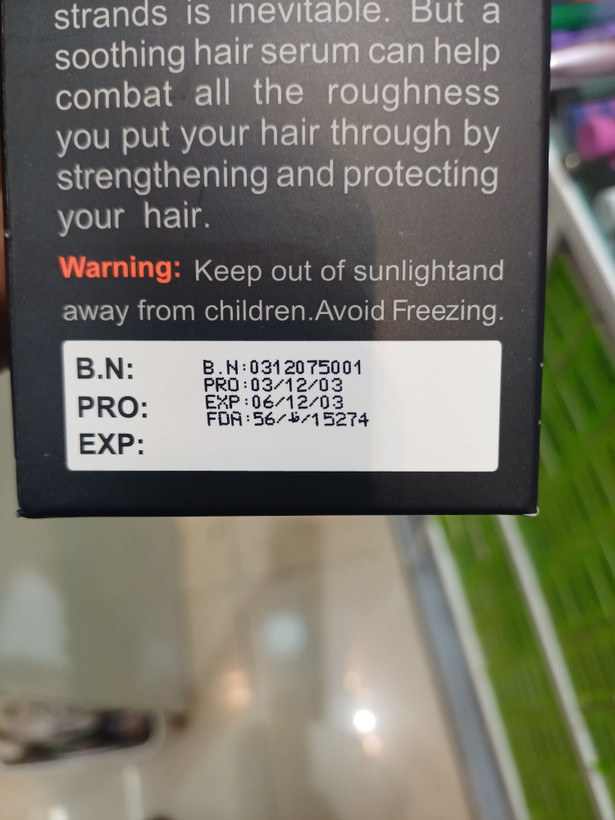 strands is inevitable. But a
soothing hair serum can help
combat all the roughness
you put your hair through by
strengthening and protecting
your hair.
Warning: Keep out of sunlightand
away from children.Avoid Freezing.
B.N:
PRO:
EXP:
B.N:0312075001
PRO:03/12/03
EXP:06/12/03
FDA:56/ /15274